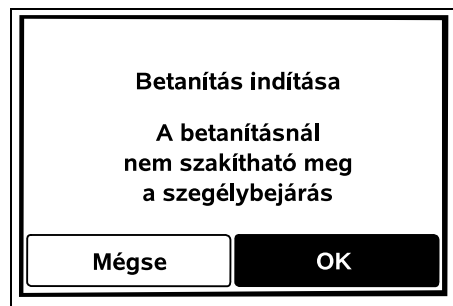 Betanítás indítása
A betanításnál
nem szakítható meg
a szegélybejárás
Mégse
OK